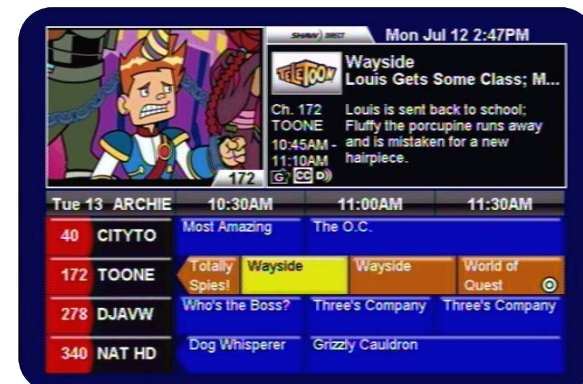 SHAW) DIRECT
Mon Jul 12 2:47PM
TELETOON
Wayside
Louis Gets Some Class; M...
Ch. 172
TOONE
10:45AM -
11:10AM
G CC D))
Louis is sent back to school;
Fluffy the porcupine runs away
and is mistaken for a new
hairpiece.
172
Tue 13 ARCHIE 10:30AM 11:00AM 11:30AM
40 CITYTO Most Amazing The O.C.
172 TOONE Totally Spies! Wayside Wayside World of Quest
278 DJAVW Who's the Boss? Three's Company Three's Company
340 NAT HD Dog Whisperer Grizzly Cauldron